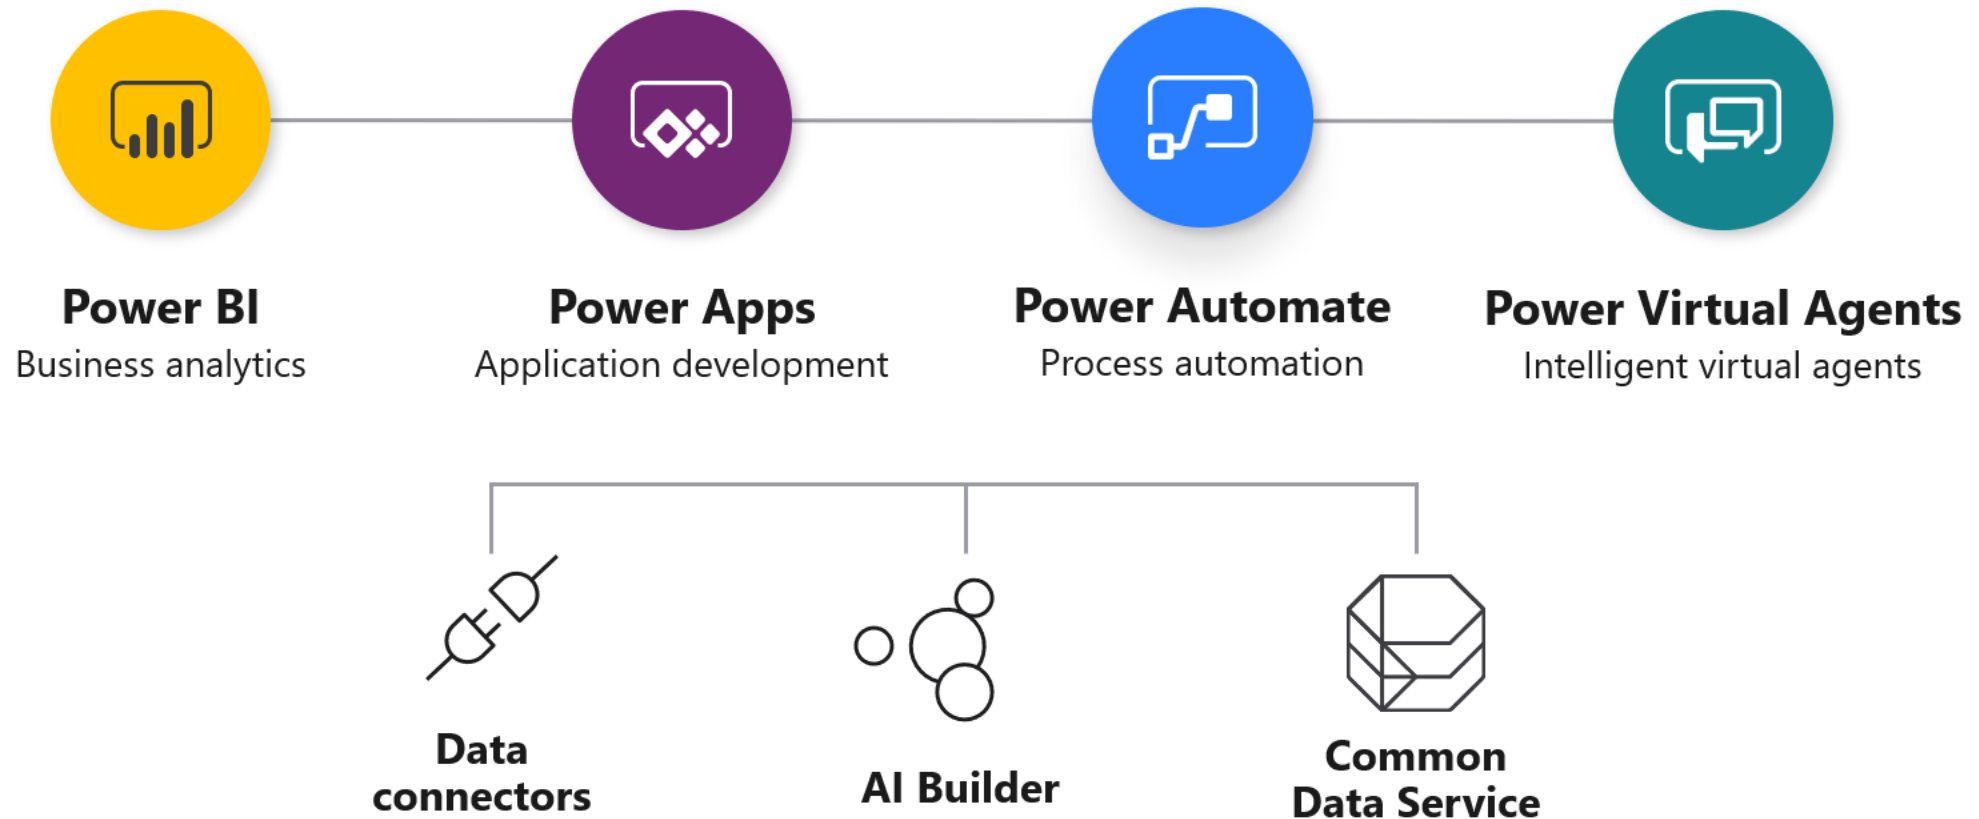 Power BI
Business analytics
Power Apps
Application development
Power Automate
Process automation
Power Virtual Agents
Intelligent virtual agents
Data
connectors
AI Builder
Common
Data Service